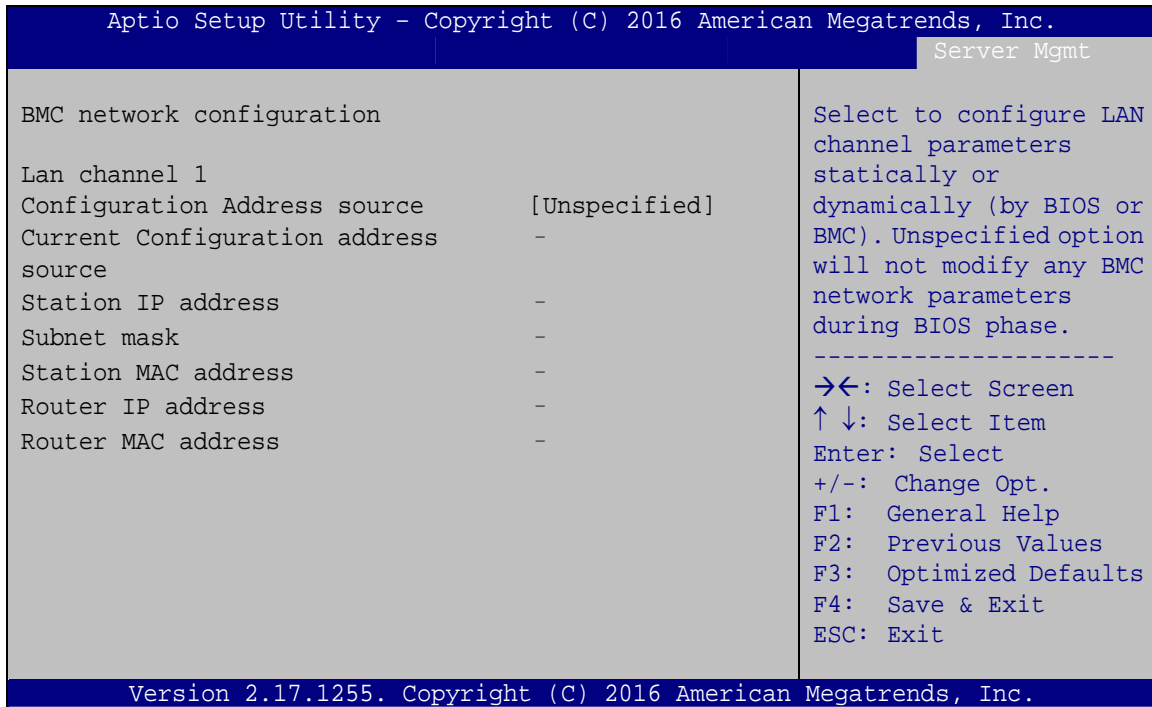 Aptio Setup Utility – Copyright (C) 2016 American Megatrends, Inc.
Server Mgmt
BMC network configuration
Lan channel 1
Configuration Address source [Unspecified]
Current Configuration address -
source
Station IP address -
Subnet mask -
Station MAC address -
Router IP address -
Router MAC address -
Select to configure LAN
channel parameters
statically or
dynamically (by BIOS or
BMC). Unspecified option
will not modify any BMC
network parameters
during BIOS phase.
---------------------
→←: Select Screen
↑ ↓: Select Item
Enter: Select
+/-: Change Opt.
F1: General Help
F2: Previous Values
F3: Optimized Defaults
F4: Save & Exit
ESC: Exit
Version 2.17.1255. Copyright (C) 2016 American Megatrends, Inc.